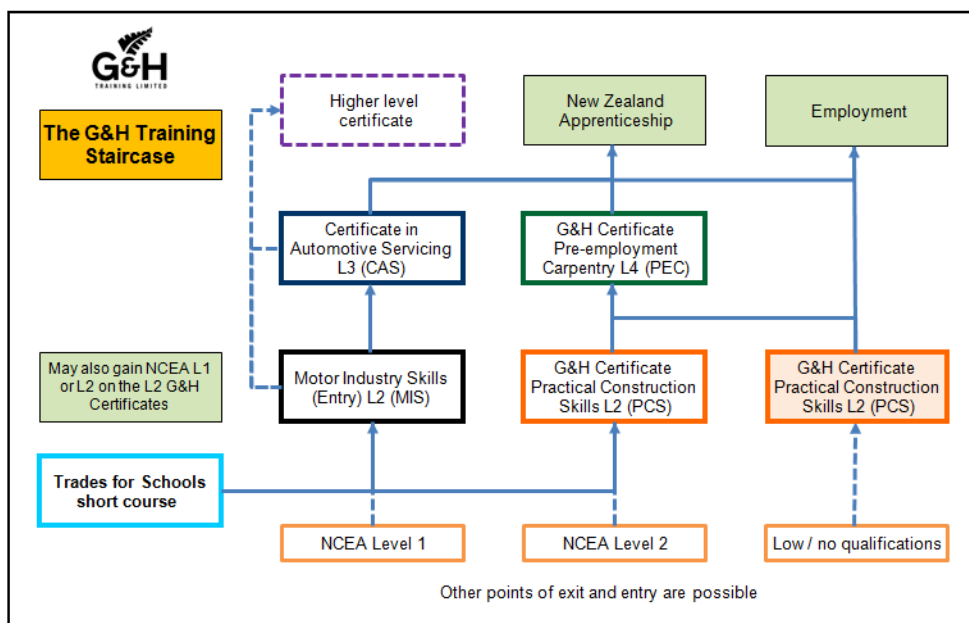 G&H
TRAINING LIMITED
The G&H Training
Staircase
Higher level
certificate
New Zealand
Apprenticeship
Employment
Certificate in
Automotive Servicing
L3 (CAS)
G&H Certificate
Pre-employment
Carpentry L4 (PEC)
May also gain NCEA L1
or L2 on the L2 G&H
Certificates
Motor Industry Skills
(Entry) L2 (MIS)
G&H Certificate
Practical Construction
Skills L2 (PCS)
G&H Certificate
Practical Construction
Skills L2 (PCS)
Trades for Schools
short course
NCEA Level 1
NCEA Level 2
Low / no qualifications
Other points of exit and entry are possible